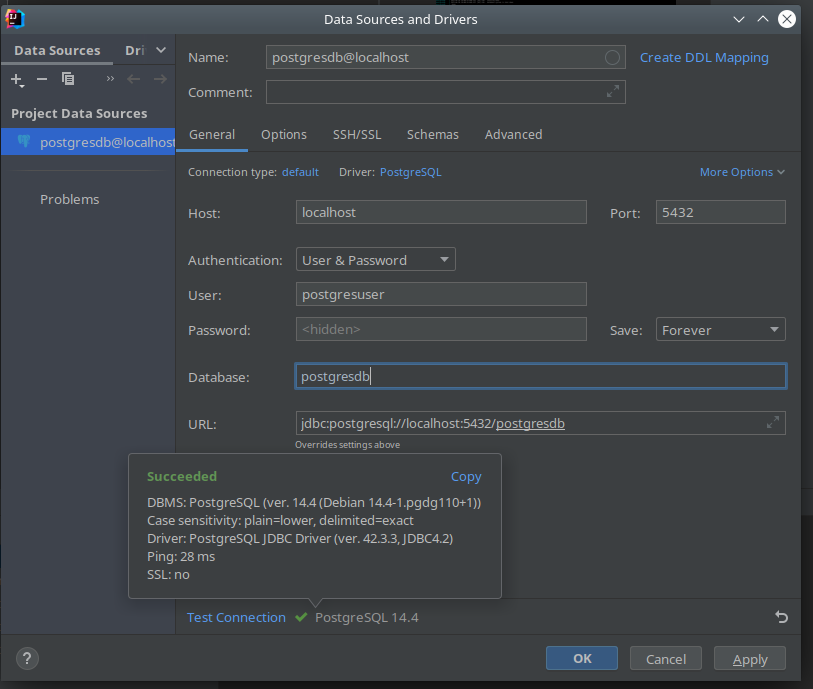 Data Sources and Drivers
Data Sources Dri
Project Data Sources
postgresdb@localhost
Problems
Name: postgresdb@localhost Create DDL Mapping
Comment:
General Options SSH/SSL Schemas Advanced
Connection type: default Driver: PostgreSQL More Options
Host: localhost Port: 5432
Authentication: User & Password
User: postgresuser
Password: <hidden> Save: Forever
Database: postgresdb
URL: jdbc:postgresql://localhost:5432/postgresdb
Overrides settings above
Succeeded Copy
DBMS: PostgreSQL (ver. 14.4 (Debian 14.4-1.pgdg110+1))
Case sensitivity: plain=lower, delimited=exact
Driver: PostgreSQL JDBC Driver (ver. 42.3.3, JDBC4.2)
Ping: 28 ms
SSL: no
Test Connection PostgreSQL 14.4
? OK Cancel Apply